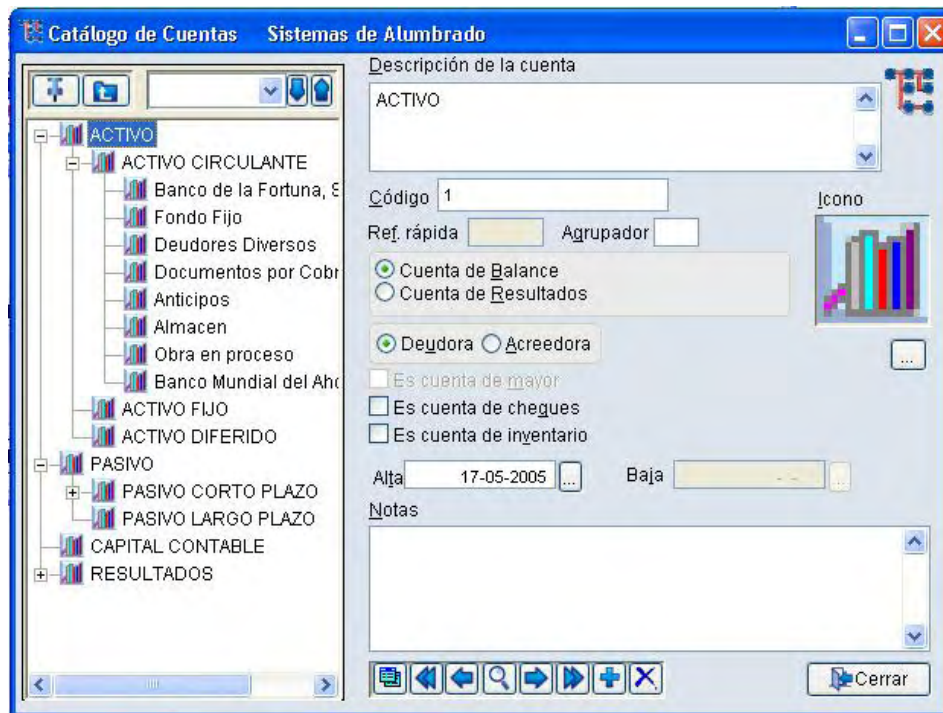 Catálogo de Cuentas Sistemas de Alumbrado
Descripción de la cuenta
ACTIVO
Código 1
Ref. rápida Agrupador
Icono
Cuenta de Balance
Cuenta de Resultados
Deudora Acreedora
...
Es cuenta de mayor
Es cuenta de cheques
Es cuenta de inventario
Alta 17-05-2005 ... Baja - - ...
Notas
Cerrar
ACTIVO
ACTIVO CIRCULANTE
Banco de la Fortuna, S
Fondo Fijo
Deudores Diversos
Documentos por Cobr
Anticipos
Almacen
Obra en proceso
Banco Mundial del Aho
ACTIVO FIJO
ACTIVO DIFERIDO
PASIVO
PASIVO CORTO PLAZO
PASIVO LARGO PLAZO
CAPITAL CONTABLE
RESULTADOS